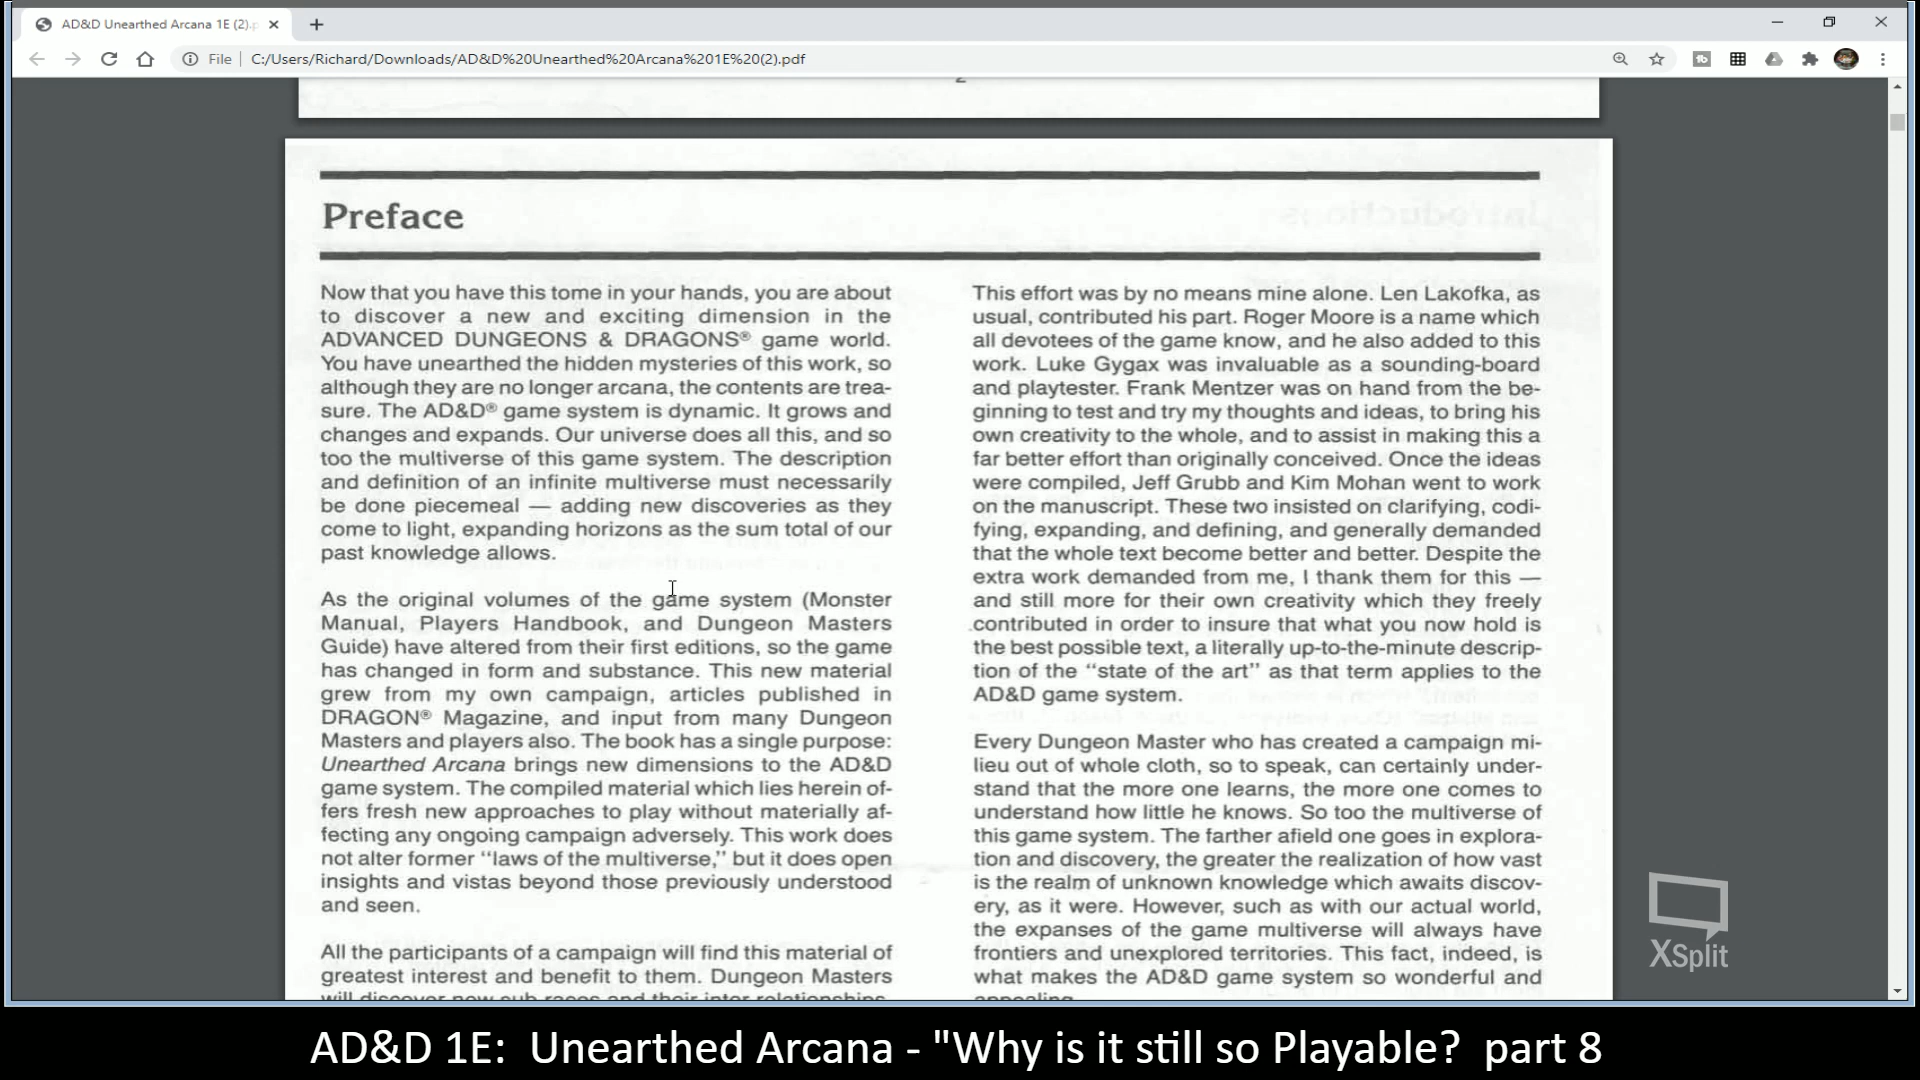 AD&D Unearthed Arcana 1E (2).p
File
C:/Users/Richard/Downloads/AD&D%20Unearthed%20Arcana%201E%20(2).pdf
2
Preface
Now that you have this tome in your hands, you are about
to discover a new and exciting dimension in the
ADVANCED DUNGEONS & DRAGONS® game world.
You have unearthed the hidden mysteries of this work, so
although they are no longer arcana, the contents are trea-
sure. The AD&D® game system is dynamic. It grows and
changes and expands. Our universe does all this, and so
too the multiverse of this game system. The description
and definition of an infinite multiverse must necessarily
be done piecemeal — adding new discoveries as they
come to light, expanding horizons as the sum total of our
past knowledge allows.
As the original volumes of the game system (Monster
Manual, Players Handbook, and Dungeon Masters
Guide) have altered from their first editions, so the game
has changed in form and substance. This new material
grew from my own campaign, articles published in
DRAGON® Magazine, and input from many Dungeon
Masters and players also. The book has a single purpose:
Unearthed Arcana brings new dimensions to the AD&D
game system. The compiled material which lies herein of-
fers fresh new approaches to play without materially af-
fecting any ongoing campaign adversely. This work does
not alter former "laws of the multiverse," but it does open
insights and vistas beyond those previously understood
and seen.
All the participants of a campaign will find this material of
greatest interest and benefit to them. Dungeon Masters
will discover new sub-races and their inter-relationships,
This effort was by no means mine alone. Len Lakofka, as
usual, contributed his part. Roger Moore is a name which
all devotees of the game know, and he also added to this
work. Luke Gygax was invaluable as a sounding-board
and playtester. Frank Mentzer was on hand from the be-
ginning to test and try my thoughts and ideas, to bring his
own creativity to the whole, and to assist in making this a
far better effort than originally conceived. Once the ideas
were compiled, Jeff Grubb and Kim Mohan went to work
on the manuscript. These two insisted on clarifying, codi-
fying, expanding, and defining, and generally demanded
that the whole text become better and better. Despite the
extra work demanded from me, I thank them for this —
and still more for their own creativity which they freely
contributed in order to insure that what you now hold is
the best possible text, a literally up-to-the-minute descrip-
tion of the "state of the art" as that term applies to the
AD&D game system.
Every Dungeon Master who has created a campaign mi-
lieu out of whole cloth, so to speak, can certainly under-
stand that the more one learns, the more one comes to
understand how little he knows. So too the multiverse of
this game system. The farther afield one goes in explora-
tion and discovery, the greater the realization of how vast
is the realm of unknown knowledge which awaits discov-
ery, as it were. However, such as with our actual world,
the expanses of the game multiverse will always have
frontiers and unexplored territories. This fact, indeed, is
what makes the AD&D game system so wonderful and
appealing.
XSplit
AD&D 1E: Unearthed Arcana - "Why is it still so Playable? part 8